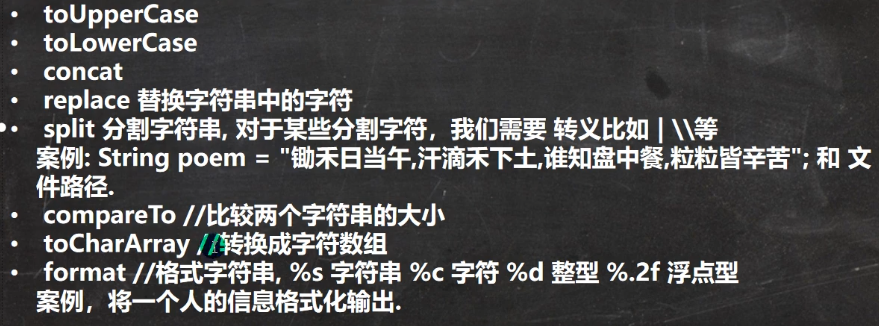 • toUpperCase
• toLowerCase
• concat
• replace 替换字符串中的字符
• split 分割字符串, 对于某些分割字符，我们需要 转义比如 | \\等
案例: String poem = "锄禾日当午,汗滴禾下土,谁知盘中餐,粒粒皆辛苦"; 和 文
件路径.
• compareTo //比较两个字符串的大小
• toCharArray //转换成字符数组
• format //格式字符串, %s 字符串 %c 字符 %d 整型 %.2f 浮点型
案例，将一个人的信息格式化输出.